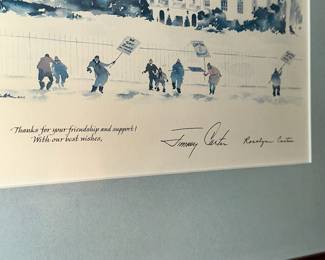 Thanks for your friendship and support!
With our best wishes,
Jimmy Carter Rosalynn Carter